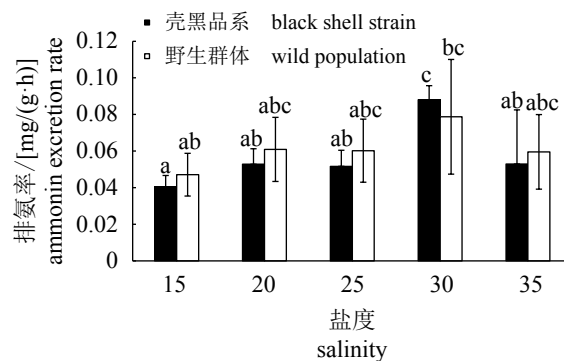 壳黑品系 black shell strain
野生群体 wild population
排氨率/[mg/(g·h)]
ammonin excretion rate
0.12
0.10
0.08
0.06
0.04
0.02
0
a ab
ab abc
ab abc
c bc
ab abc
15 20 25 30 35
盐度
salinity